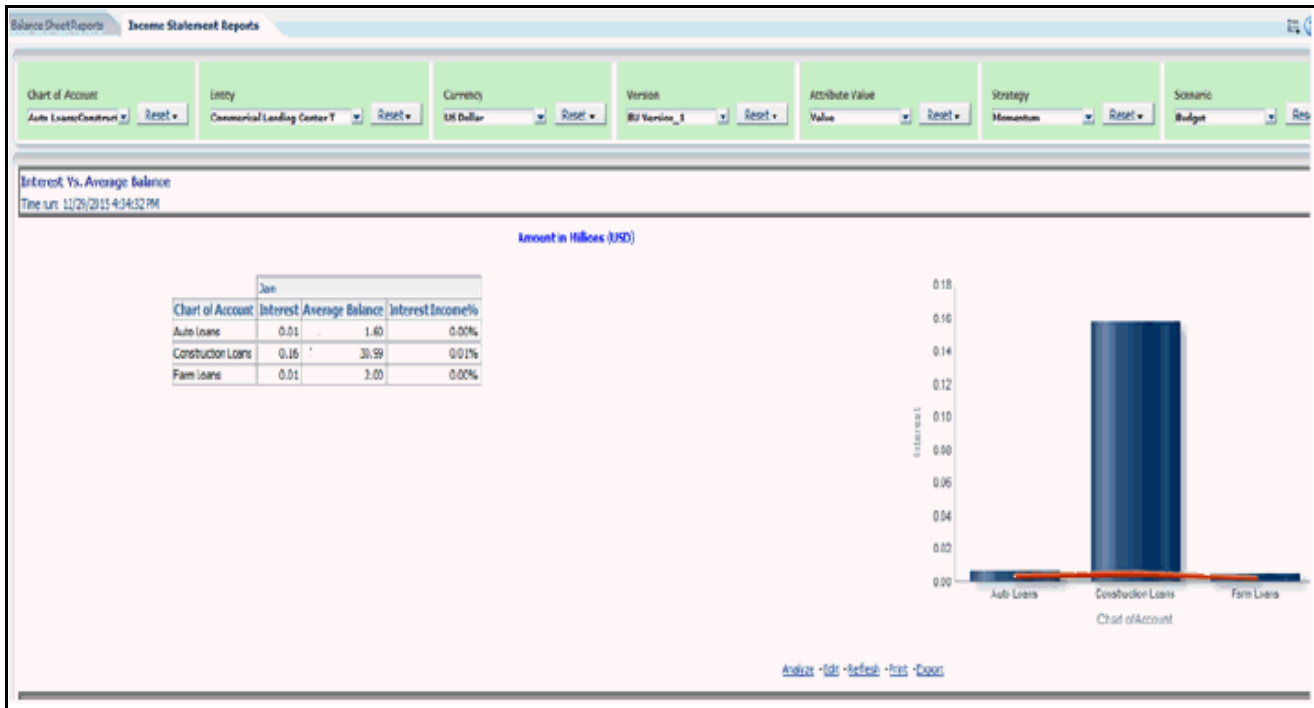 Balance Sheet Reports Income Statement Reports
Chart of Account Entity Currency Version Attribute Value Strategy Scenario
Reset Commerical Lending Center T Reset US Dollar Reset BU Version_1 Reset Value Reset Momentum Reset Budget
Interest Vs. Average Balance
Time run: 11/29/2015 4:34:32 PM
Amount in Millions (USD)
Jan
Chart of Account Interest Average Balance Interest Income%
Auto Loans 0.01 1.60 0.00%
Construction Loans 0.16 0.01%
Farm Loans 0.01 2.00 0.00%
0.18
0.16
0.14
0.12
0.10
0.08
0.06
0.04
0.02
0.00
Interest
Auto Loans Construction Loans Farm Loans
Chart of Account
Analyze - Edit - Refresh - Print - Export